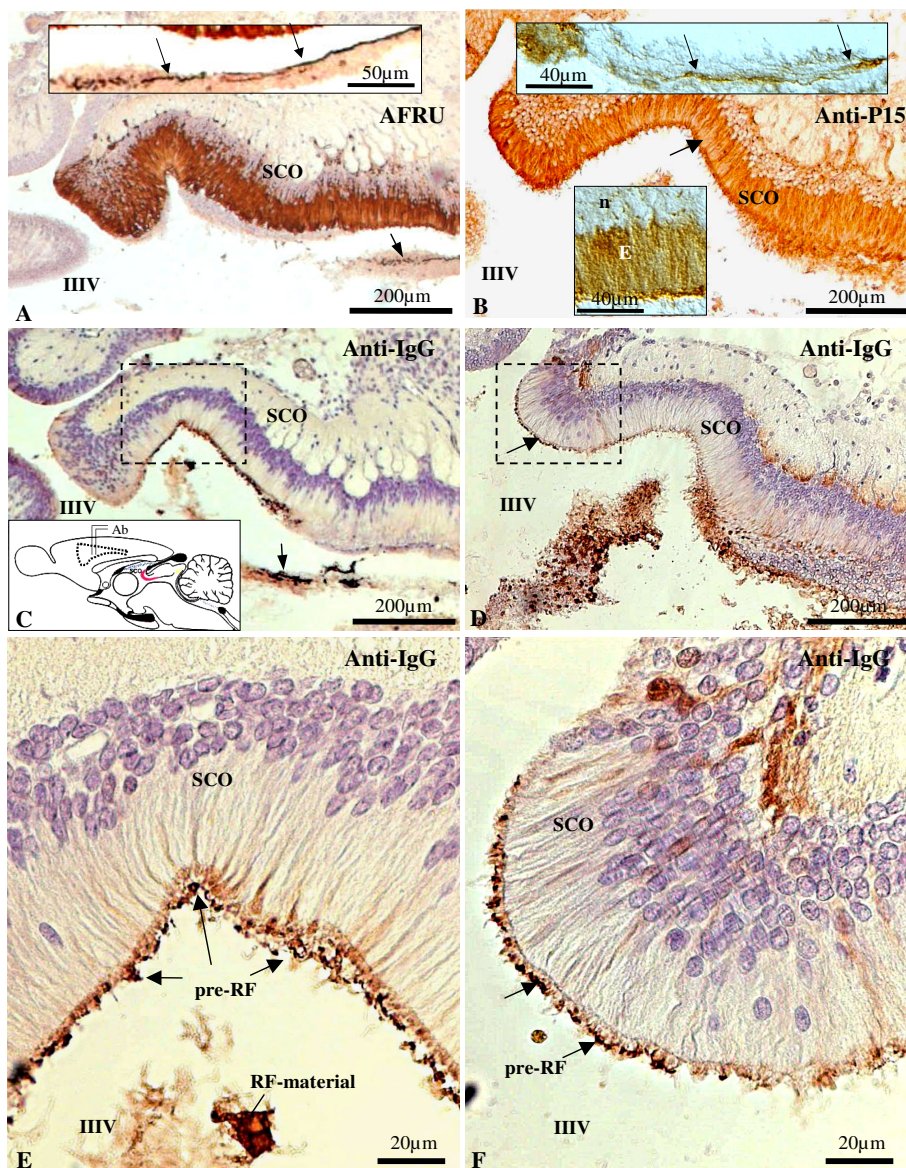 A
50µm
AFRU
SCO
IIIV
200µm
B
40µm
Anti-P15
SCO
n
E
40µm
IIIV
200µm
C
Anti-IgG
SCO
IIIV
Ab
SCO
200µm
D
Anti-IgG
SCO
IIIV
200µm
E
Anti-IgG
SCO
pre-RF
RF-material
IIIV
20µm
F
Anti-IgG
SCO
pre-RF
IIIV
20µm